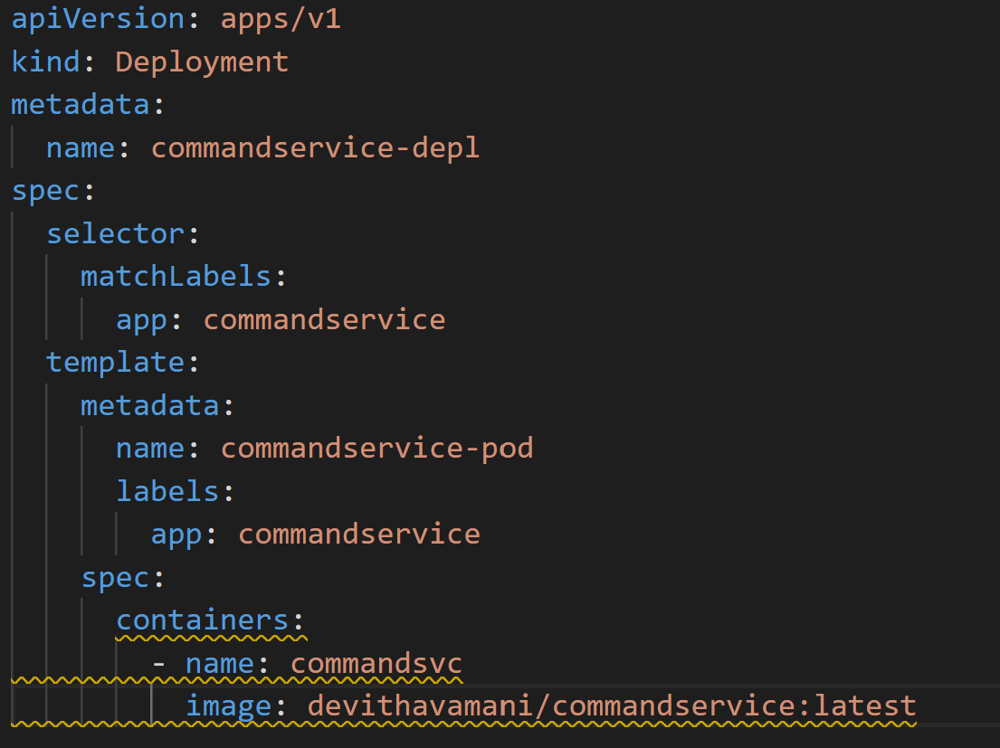 apiVersion: apps/v1
kind: Deployment
metadata:
  name: commandservice-depl
spec:
  selector:
    matchLabels:
      app: commandservice
  template:
    metadata:
      name: commandservice-pod
      labels:
        app: commandservice
    spec:
      containers:
        - name: commandsvc
          image: devithavamani/commandservice:latest